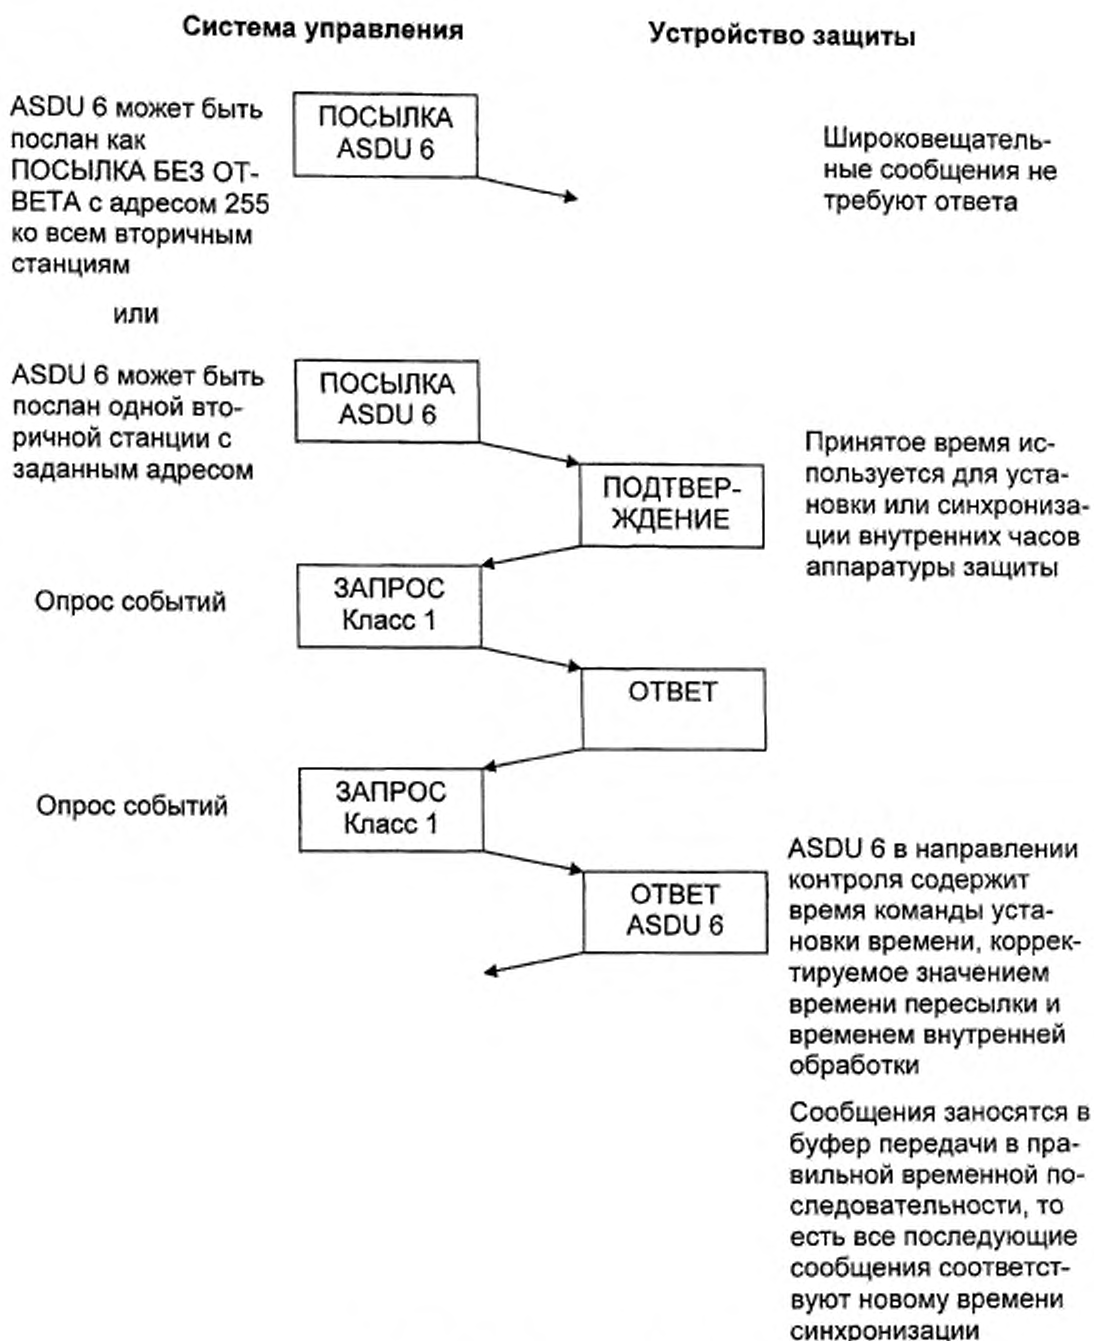 Система управления
Устройство защиты
ASDU 6 может быть
послан как
ПОСЫЛКА БЕЗ ОТ-
ВЕТА с адресом 255
ко всем вторичным
станциям
ПОСЫЛКА
ASDU 6
Широковещатель-
ные сообщения не
требуют ответа
или
ASDU 6 может быть
послан одной вто-
ричной станции с
заданным адресом
ПОСЫЛКА
ASDU 6
Принятое время ис-
пользуется для уста-
новки или синхрониза-
ции внутренних часов
аппаратуры защиты
ПОДТВЕР-
ЖДЕНИЕ
Опрос событий
ЗАПРОС
Класс 1
ОТВЕТ
Опрос событий
ЗАПРОС
Класс 1
ОТВЕТ
ASDU 6
ASDU 6 в направлении
контроля содержит
время команды уста-
новки времени, коррек-
тируемое значением
времени пересылки и
временем внутренней
обработки
Сообщения заносятся в
буфер передачи в пра-
вильной временной по-
следовательности, то
есть все последующие
сообщения соответст-
вуют новому времени
синхронизации